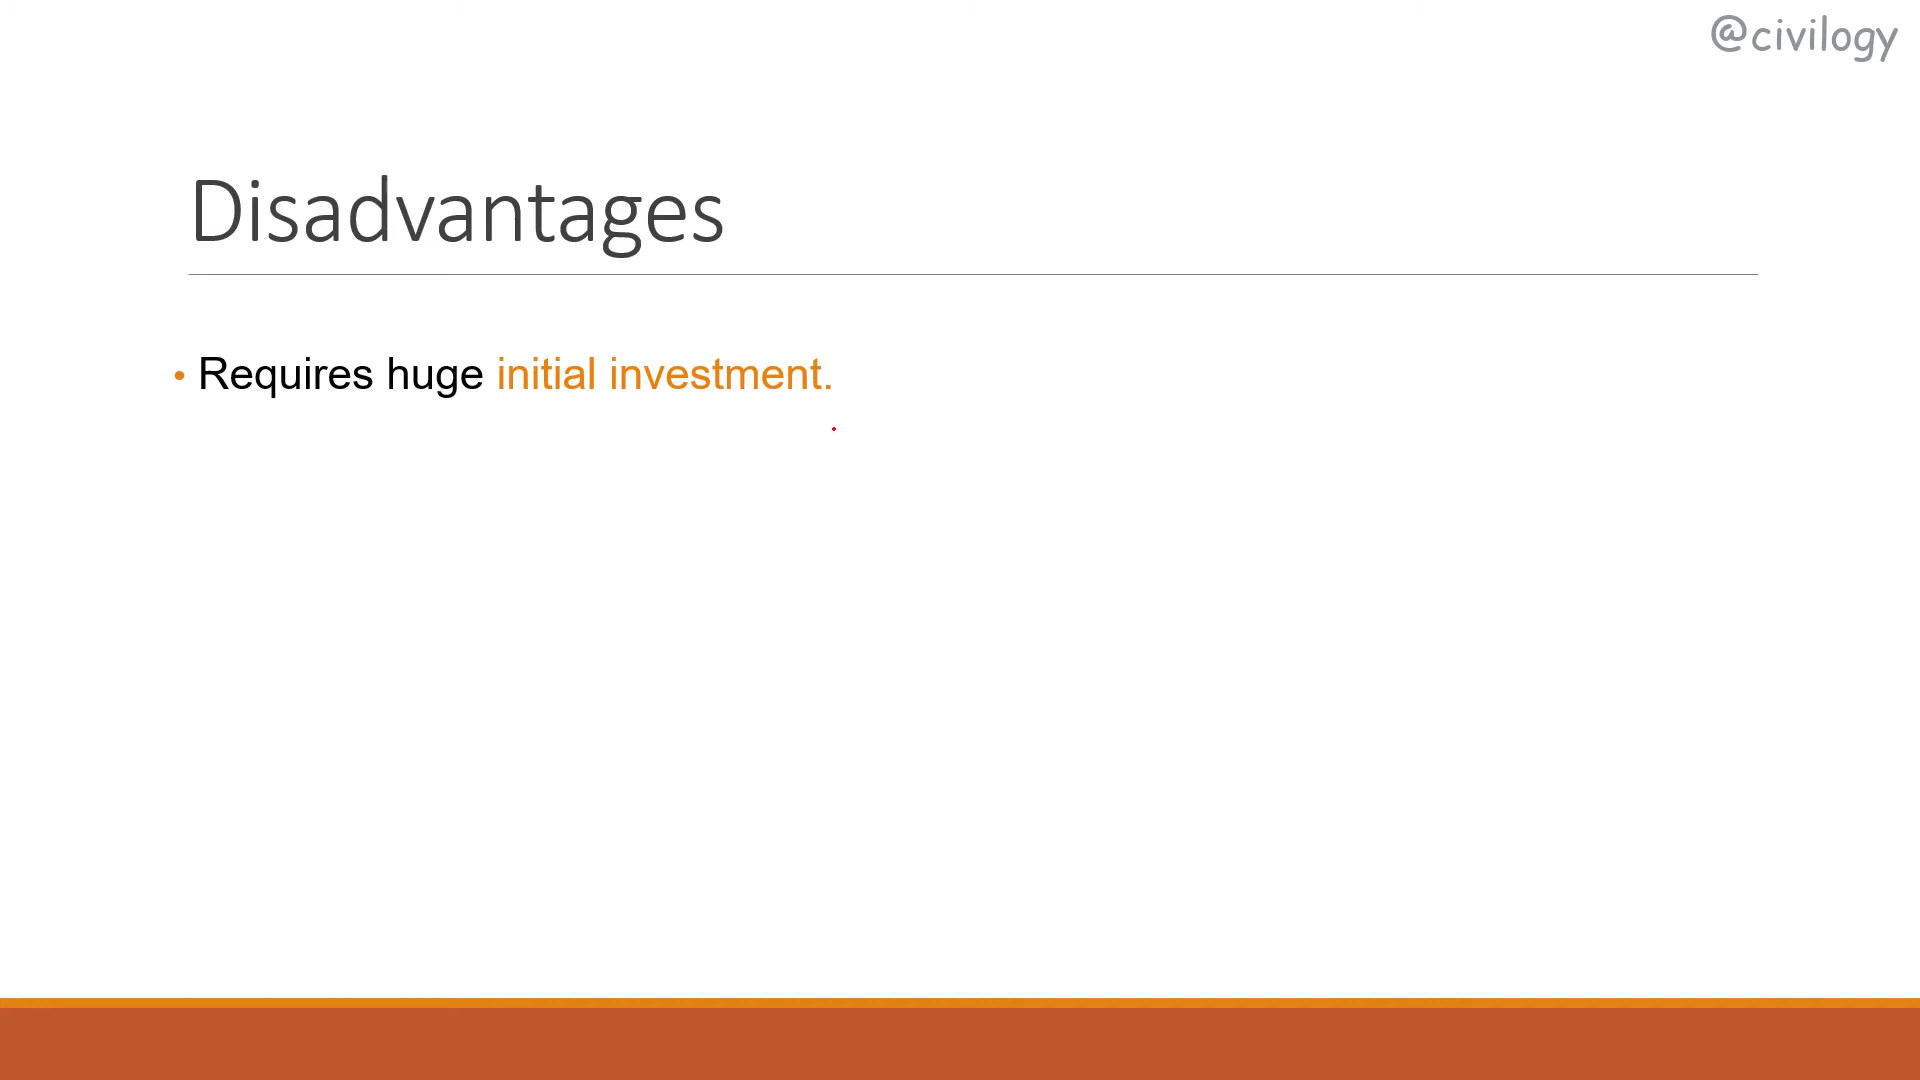 @civilogy
Disadvantages
• Requires huge initial investment.